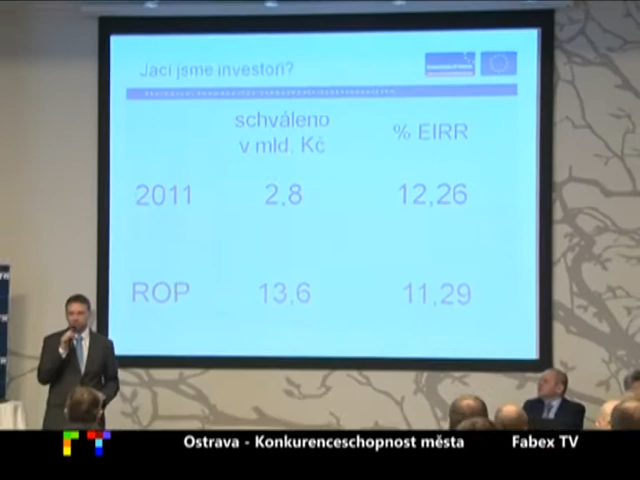 Jací jsme investoři?
schváleno
v mld. Kč
% EIRR
2011 2,8 12,26
ROP 13,6 11,29
Ostrava - Konkurenceschopnost města Fabex TV